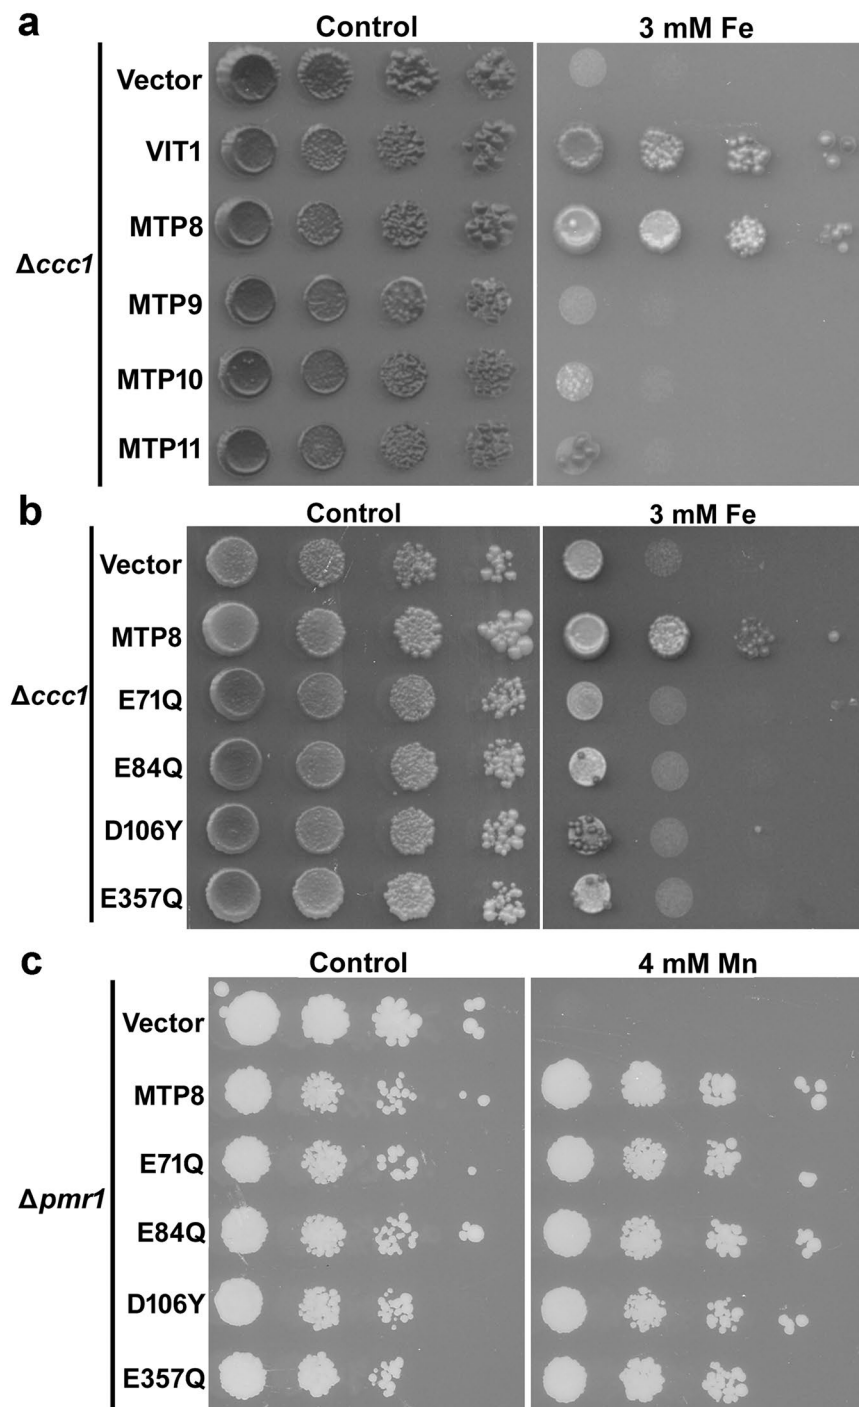 a
Control
3 mM Fe
Δccc1
Vector
VIT1
MTP8
MTP9
MTP10
MTP11
b
Control
3 mM Fe
Δccc1
Vector
MTP8
E71Q
E84Q
D106Y
E357Q
c
Control
4 mM Mn
Δpmr1
Vector
MTP8
E71Q
E84Q
D106Y
E357Q